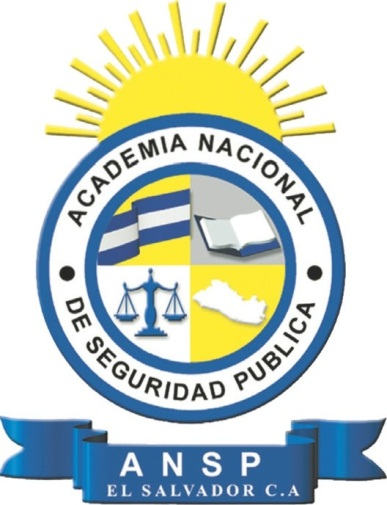 ACADEMIA NACIONAL
DE SEGURIDAD PUBLICA
ANSP
EL SALVADOR C.A